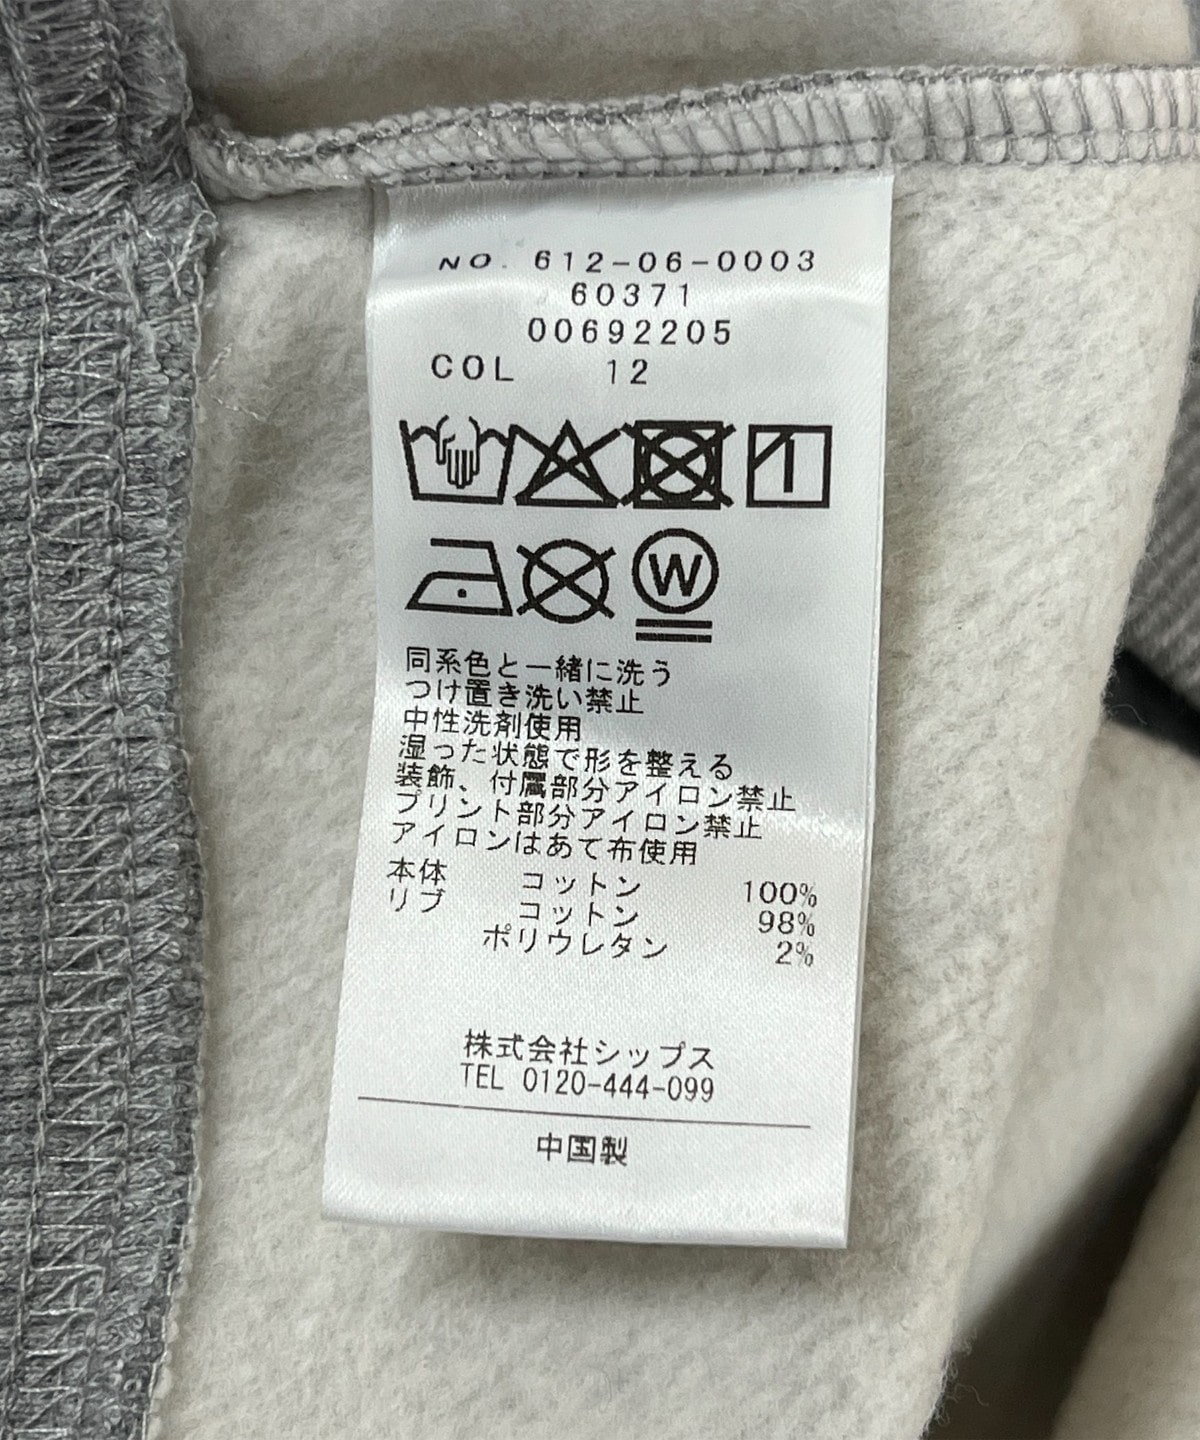 NO. 612-06-0003
60371
00692205
COL 12
W
同系色と一緒に洗う
つけ置き洗い禁止
中性洗剤使用
湿った状態で形を整える
装飾、付属部分アイロン禁止
プリント部分アイロン禁止
アイロンはあて布使用
本体 コットン 100%
リブ コットン 98%
ポリウレタン 2%
株式会社シップス
TEL 0120-444-099
中国製